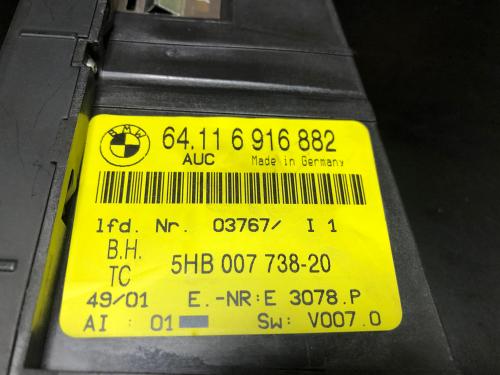 BMW
64.11 6 916 882
AUC Made in Germany
lfd. Nr. 03767/ I 1
B.H.
TC 5HB 007 738-20
49/01 E.-NR:E 3078.P
AI : 01 Sw: V007.0